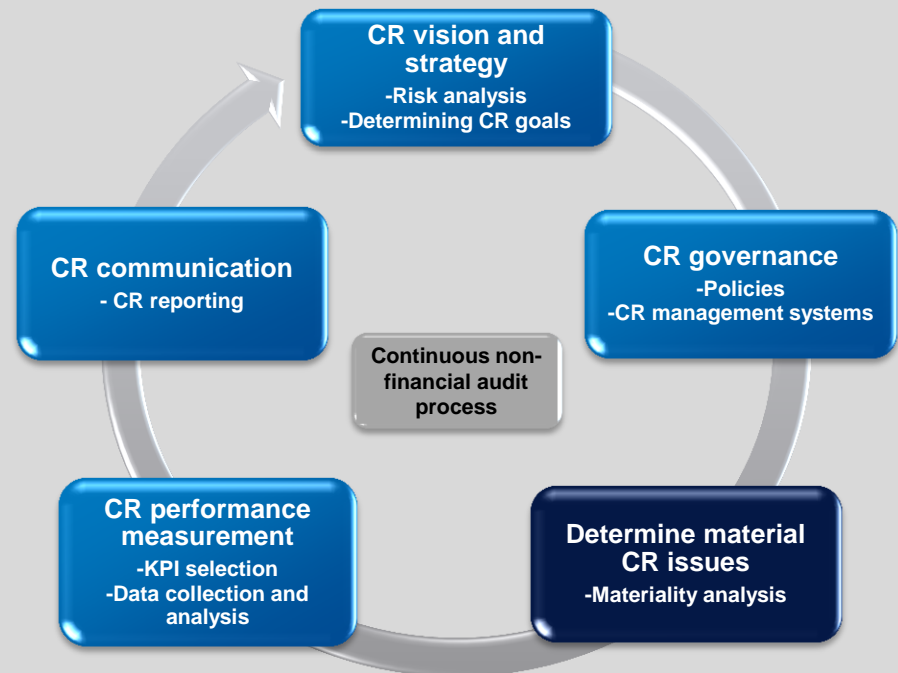 CR vision and
strategy
-Risk analysis
-Determining CR goals
CR governance
-Policies
-CR management systems
Determine material
CR issues
-Materiality analysis
CR performance
measurement
-KPI selection
-Data collection and
analysis
CR communication
- CR reporting
Continuous non-
financial audit
process